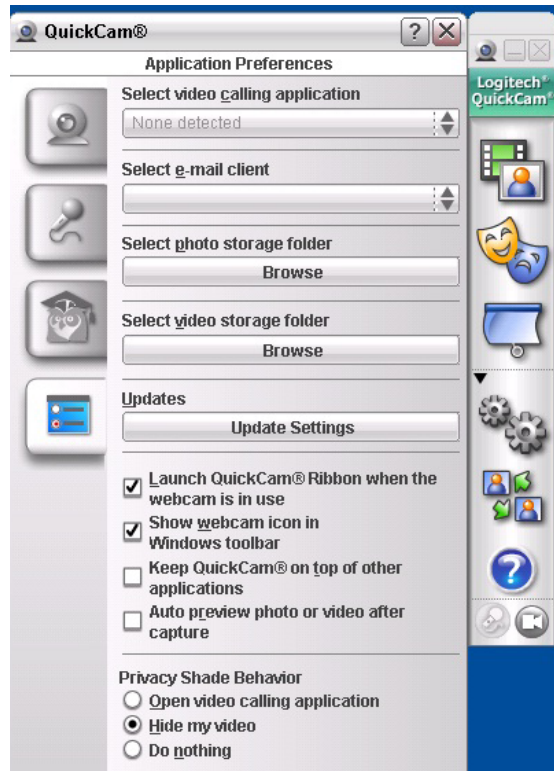 QuickCam®
Application Preferences
Select video calling application
None detected
Select e-mail client
Select photo storage folder
Browse
Select video storage folder
Browse
Updates
Update Settings
Launch QuickCam® Ribbon when the
webcam is in use
Show webcam icon in
Windows toolbar
Keep QuickCam® on top of other
applications
Auto preview photo or video after
capture
Privacy Shade Behavior
Open video calling application
Hide my video
Do nothing
Logitech®
QuickCam®